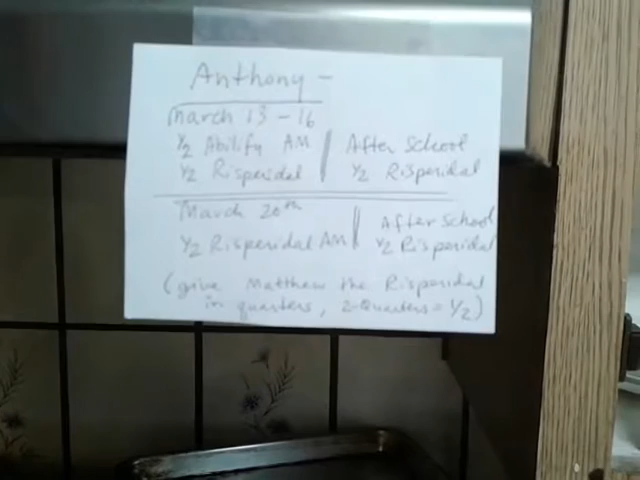 Anthony -
March 13 - 16
1/2 Abilify AM | After School
1/2 Risperidal | 1/2 Risperidal
March 20th | After School
1/2 Risperidal AM | 1/2 Risperidal
(give Matthew the Risperidal
in quarters, 2 Quarters = 1/2)